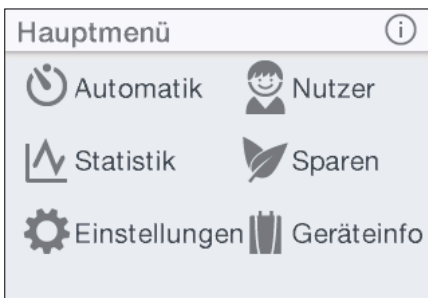 Hauptmenü
Automatik Nutzer
Statistik Sparen
Einstellungen Geräteinfo